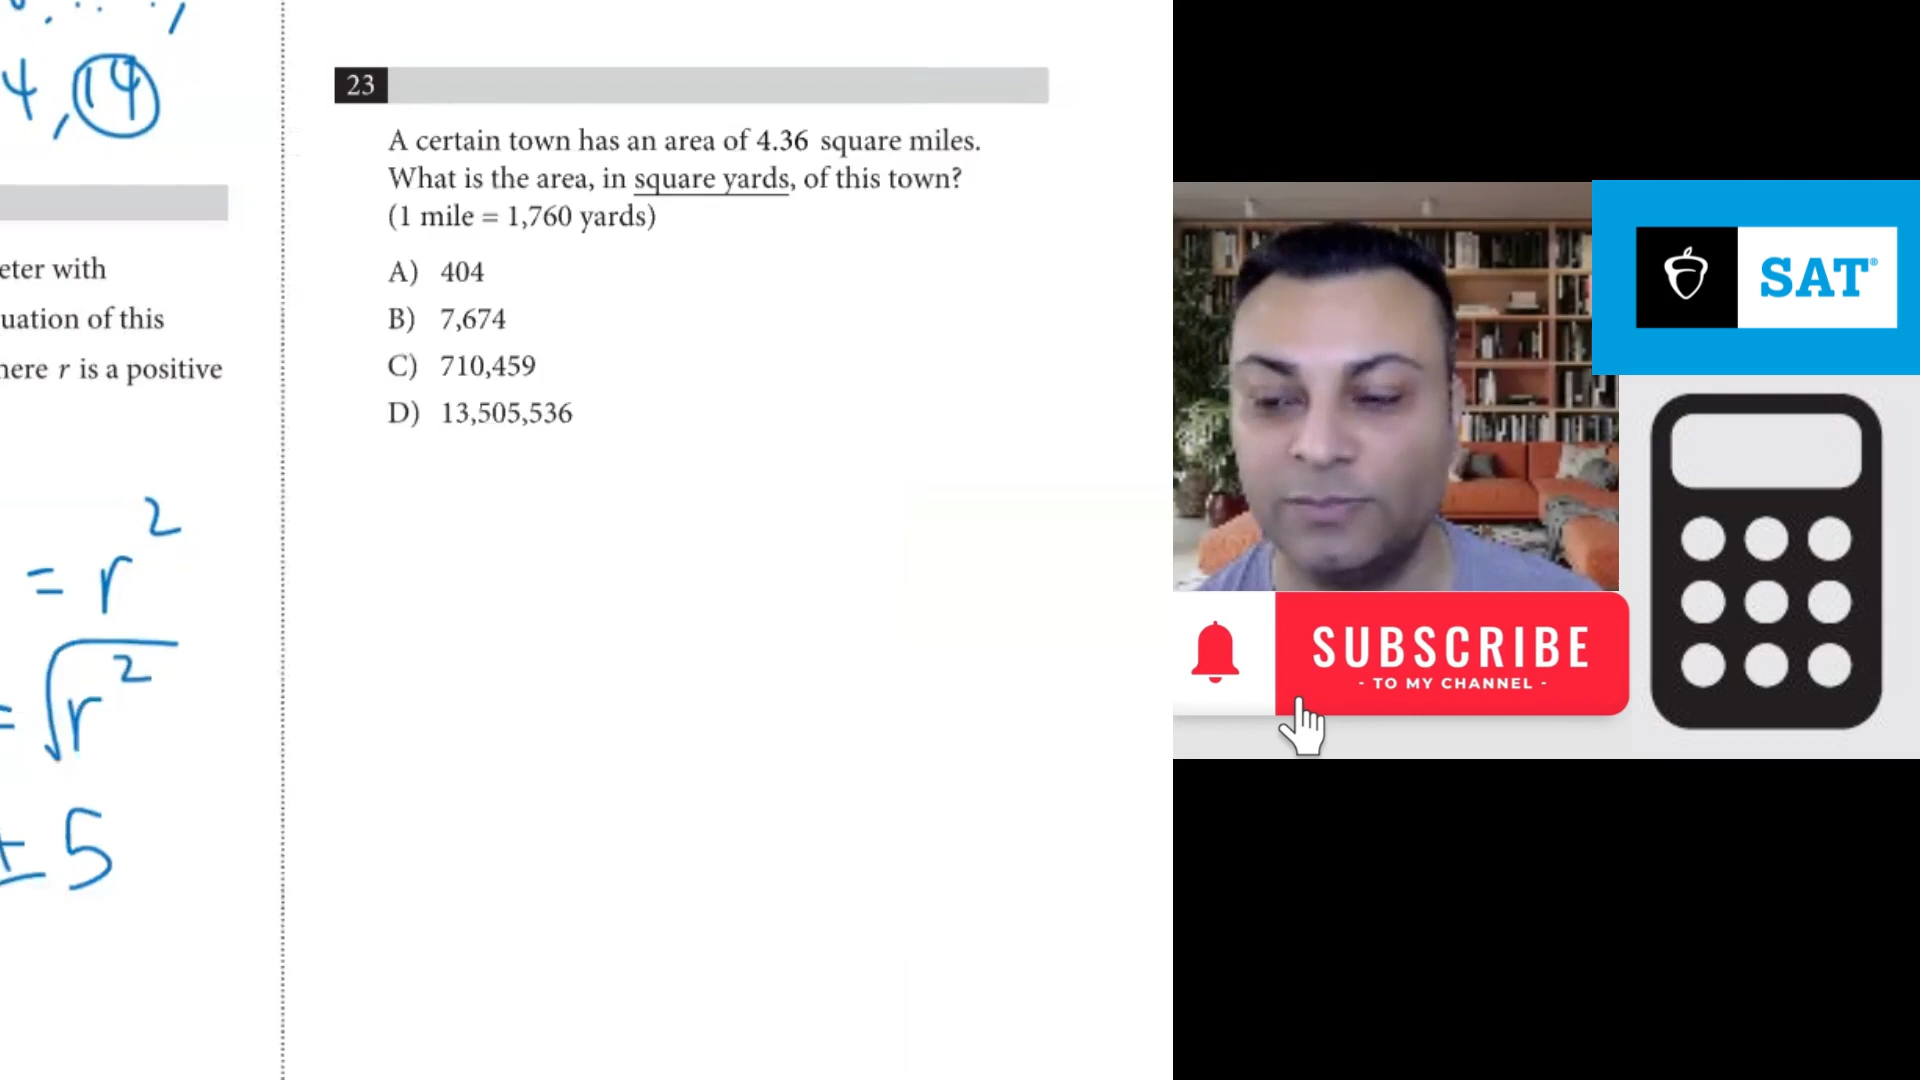 4, 14
eter with
uation of this
here r is a positive
= r²
= √r²
± 5
23
A certain town has an area of 4.36 square miles.
What is the area, in square yards, of this town?
(1 mile = 1,760 yards)
A) 404
B) 7,674
C) 710,459
D) 13,505,536
SAT®
SUBSCRIBE
- TO MY CHANNEL -